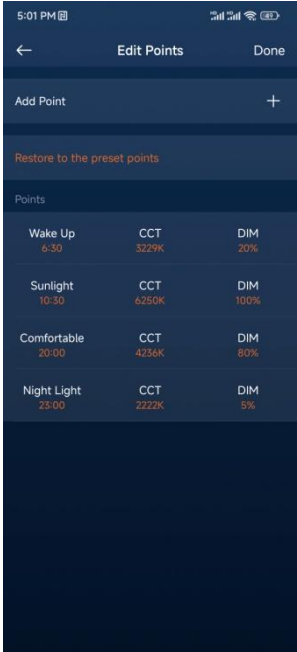 5:01 PM
Edit Points
Done
Add Point
+
Restore to the preset points
Points
Wake Up CCT DIM
6:30 3229K 20%
Sunlight CCT DIM
10:30 6250K 100%
Comfortable CCT DIM
20:00 4236K 80%
Night Light CCT DIM
23:00 2222K 5%